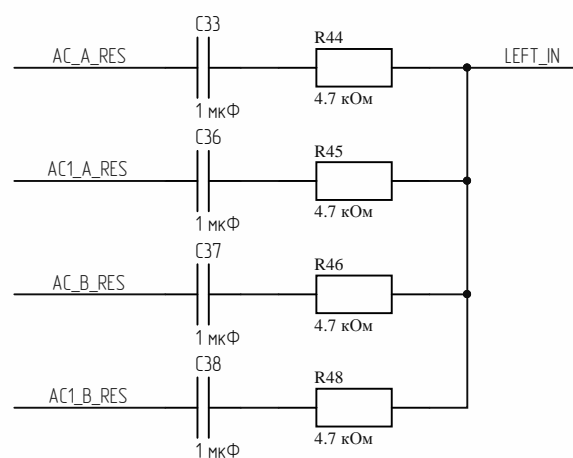 C33
R44
AC_A_RES
LEFT_IN
1 мкФ
4.7 кОм
C36
R45
AC1_A_RES
1 мкФ
4.7 кОм
C37
R46
AC_B_RES
1 мкФ
4.7 кОм
C38
R48
AC1_B_RES
1 мкФ
4.7 кОм